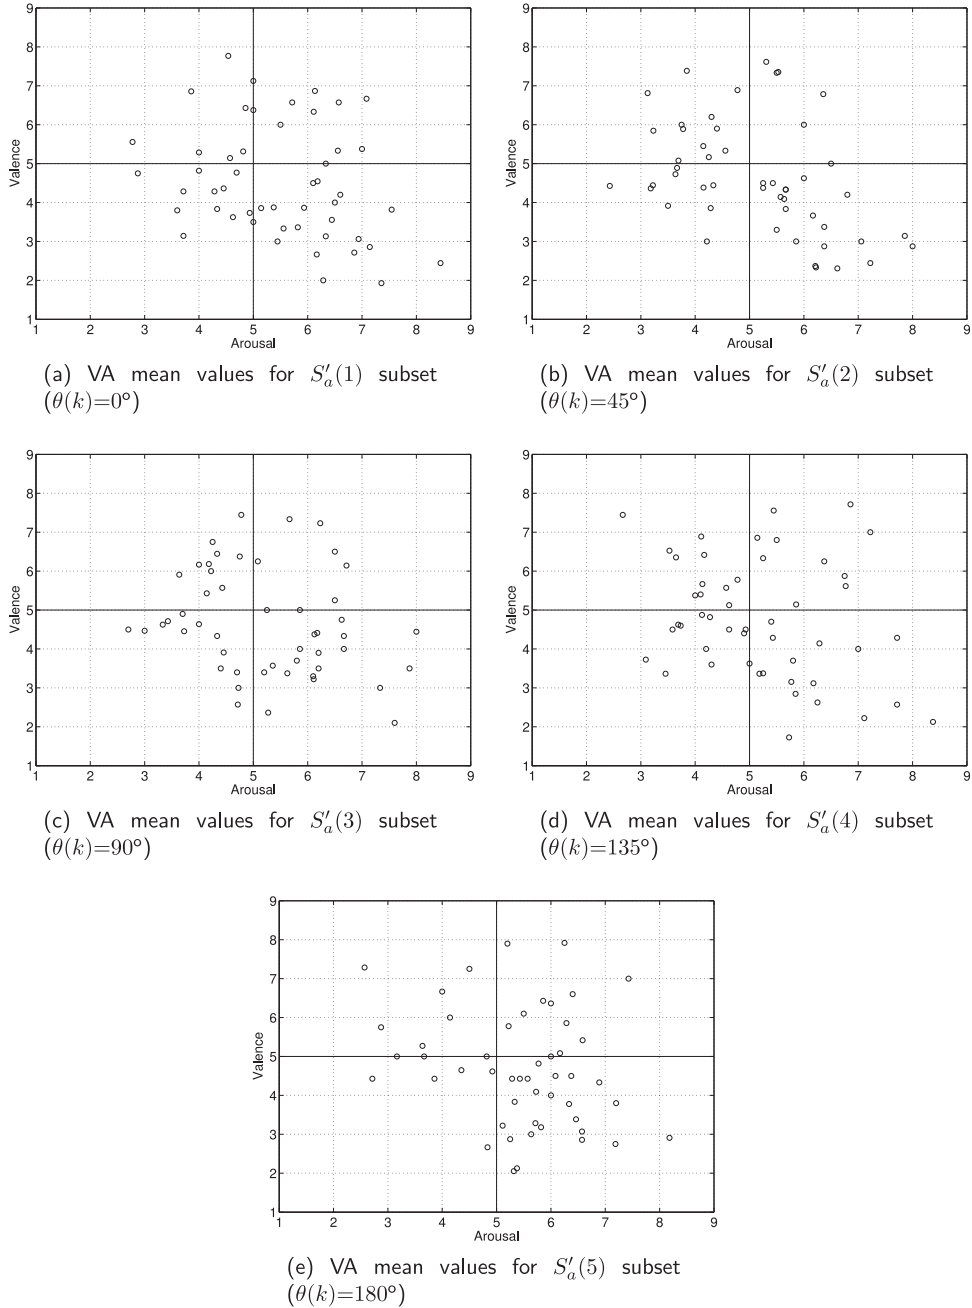 9
8
7
6
5
4
3
2
1
Valence
1 2 3 4 5 6 7 8 9
Arousal
(a) VA mean values for S′a(1) subset
(θ(k)=0°)
9
8
7
6
5
4
3
2
1
Valence
1 2 3 4 5 6 7 8 9
Arousal
(b) VA mean values for S′a(2) subset
(θ(k)=45°)
9
8
7
6
5
4
3
2
1
Valence
1 2 3 4 5 6 7 8 9
Arousal
(c) VA mean values for S′a(3) subset
(θ(k)=90°)
9
8
7
6
5
4
3
2
1
Valence
1 2 3 4 5 6 7 8 9
Arousal
(d) VA mean values for S′a(4) subset
(θ(k)=135°)
9
8
7
6
5
4
3
2
1
Valence
1 2 3 4 5 6 7 8 9
Arousal
(e) VA mean values for S′a(5) subset
(θ(k)=180°)